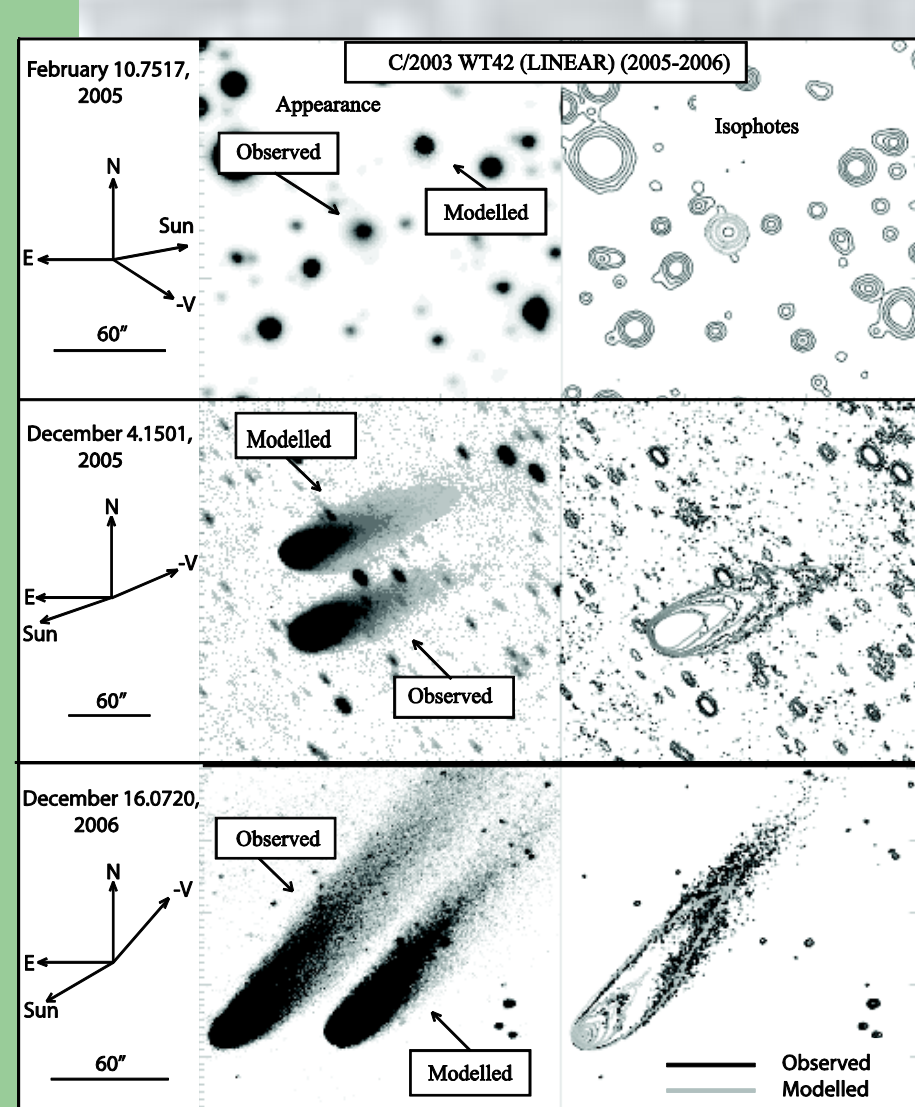 C/2003 WT42 (LINEAR) (2005-2006)
February 10.7517,
2005
N
Sun
E
-V
60″
Appearance
Observed
Modelled
Isophotes
December 4.1501,
2005
N
-V
E
Sun
60″
Modelled
Observed
December 16.0720,
2006
N
-V
E
Sun
60″
Observed
Modelled
Observed
Modelled